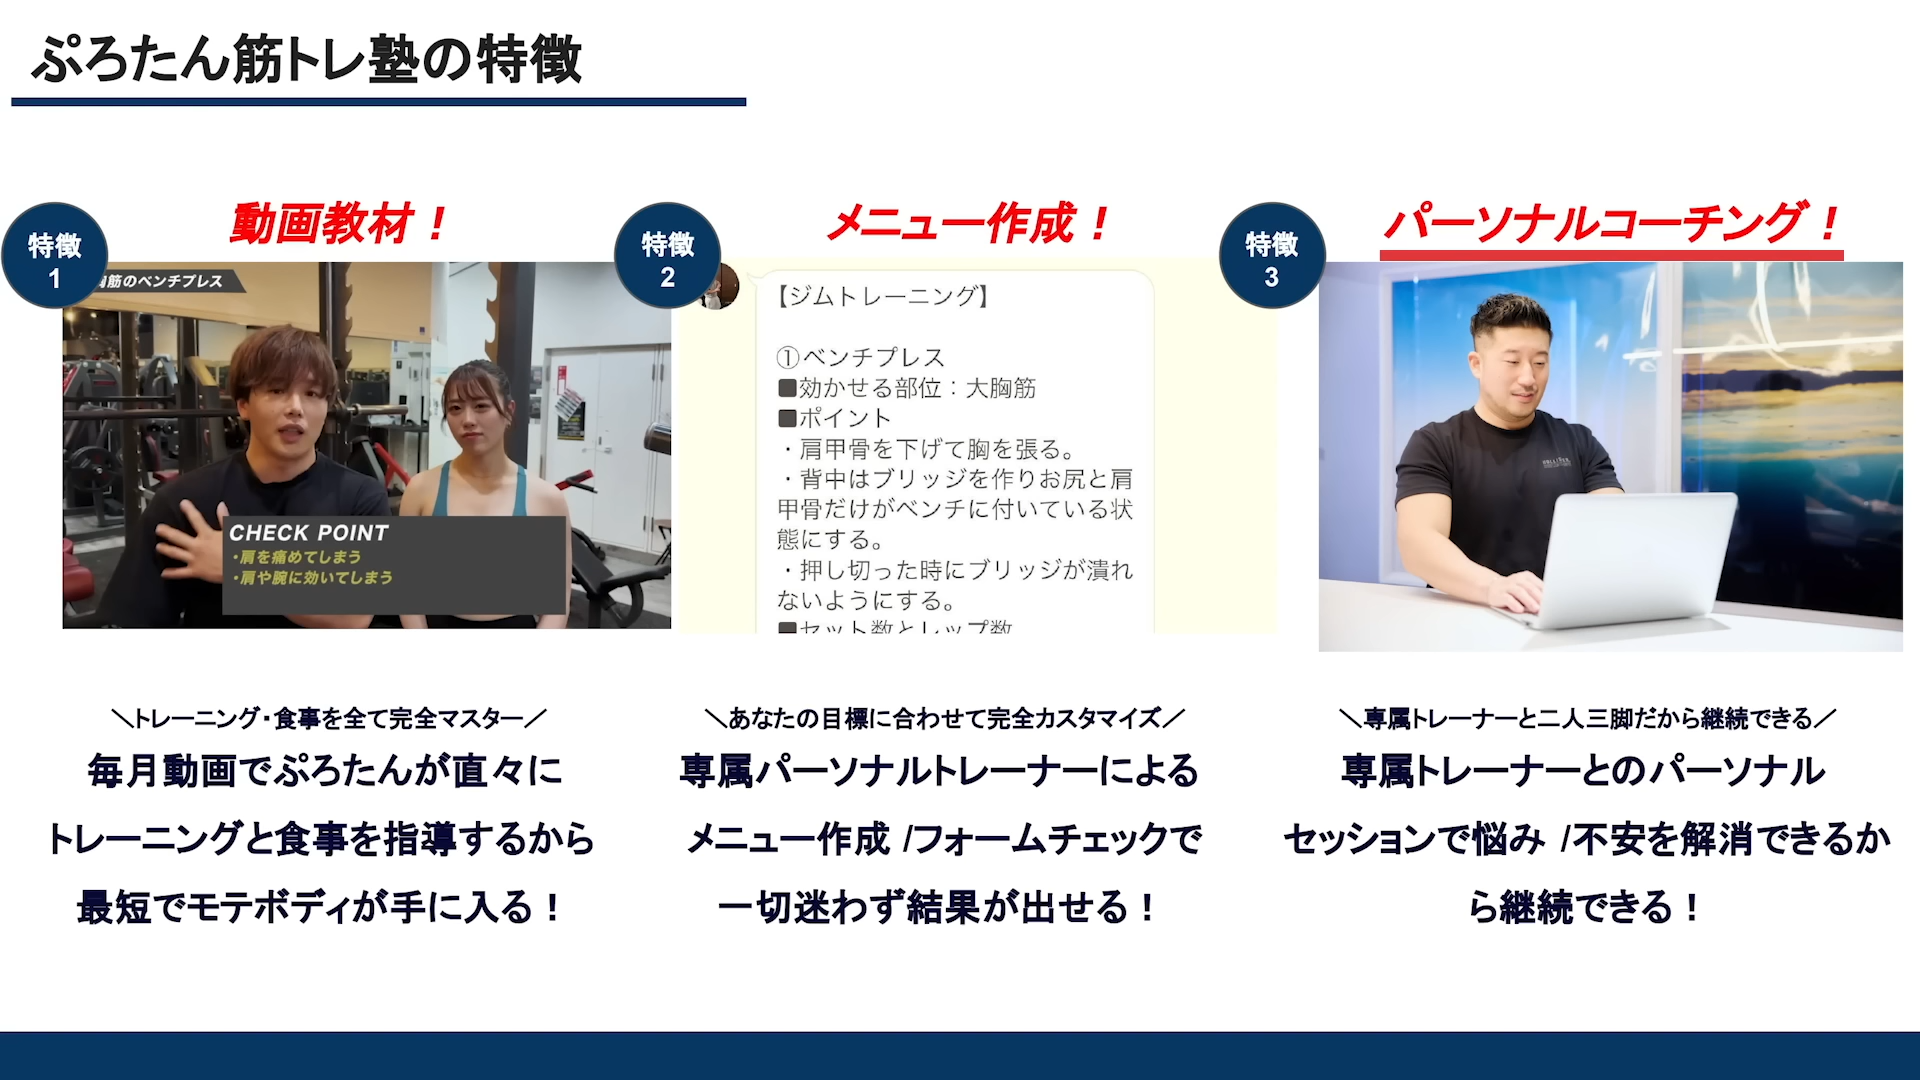 ぷろたん筋トレ塾の特徴
特徴
1
動画教材！
胸筋のベンチプレス
CHECK POINT
・肩を痛めてしまう
・肩や腕に効いてしまう
＼トレーニング・食事を全て完全マスター／
毎月動画でぷろたんが直々に
トレーニングと食事を指導するから
最短でモテボディが手に入る！
特徴
2
メニュー作成！
【ジムトレーニング】
①ベンチプレス
■効かせる部位：大胸筋
■ポイント
・肩甲骨を下げて胸を張る。
・背中はブリッジを作りお尻と肩
甲骨だけがベンチに付いている状
態にする。
・押し切った時にブリッジが潰れ
ないようにする。
■セット数とレップ数
＼あなたの目標に合わせて完全カスタマイズ／
専属パーソナルトレーナーによる
メニュー作成 /フォームチェックで
一切迷わず結果が出せる！
特徴
3
パーソナルコーチング！
＼専属トレーナーと二人三脚だから継続できる／
専属トレーナーとのパーソナル
セッションで悩み /不安を解消できるか
ら継続できる！